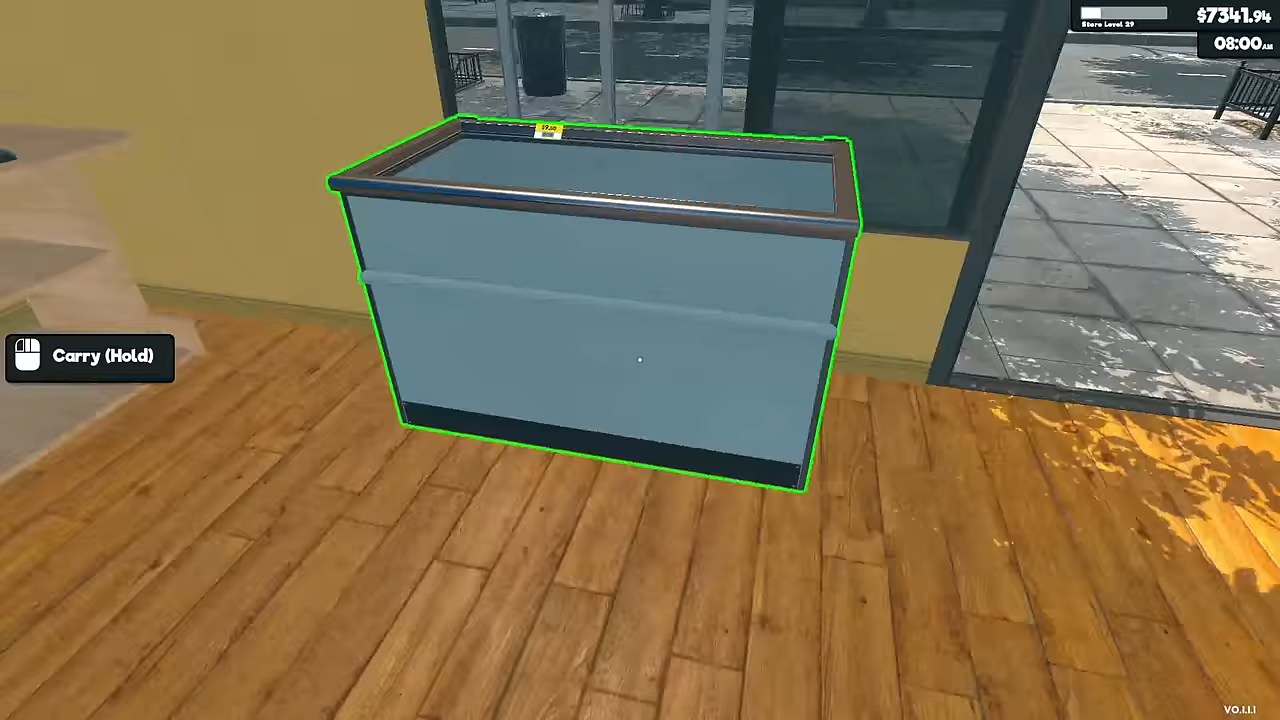 $7341.94
Store Level 29
08:00AM
Carry (Hold)
V0.1.1.1